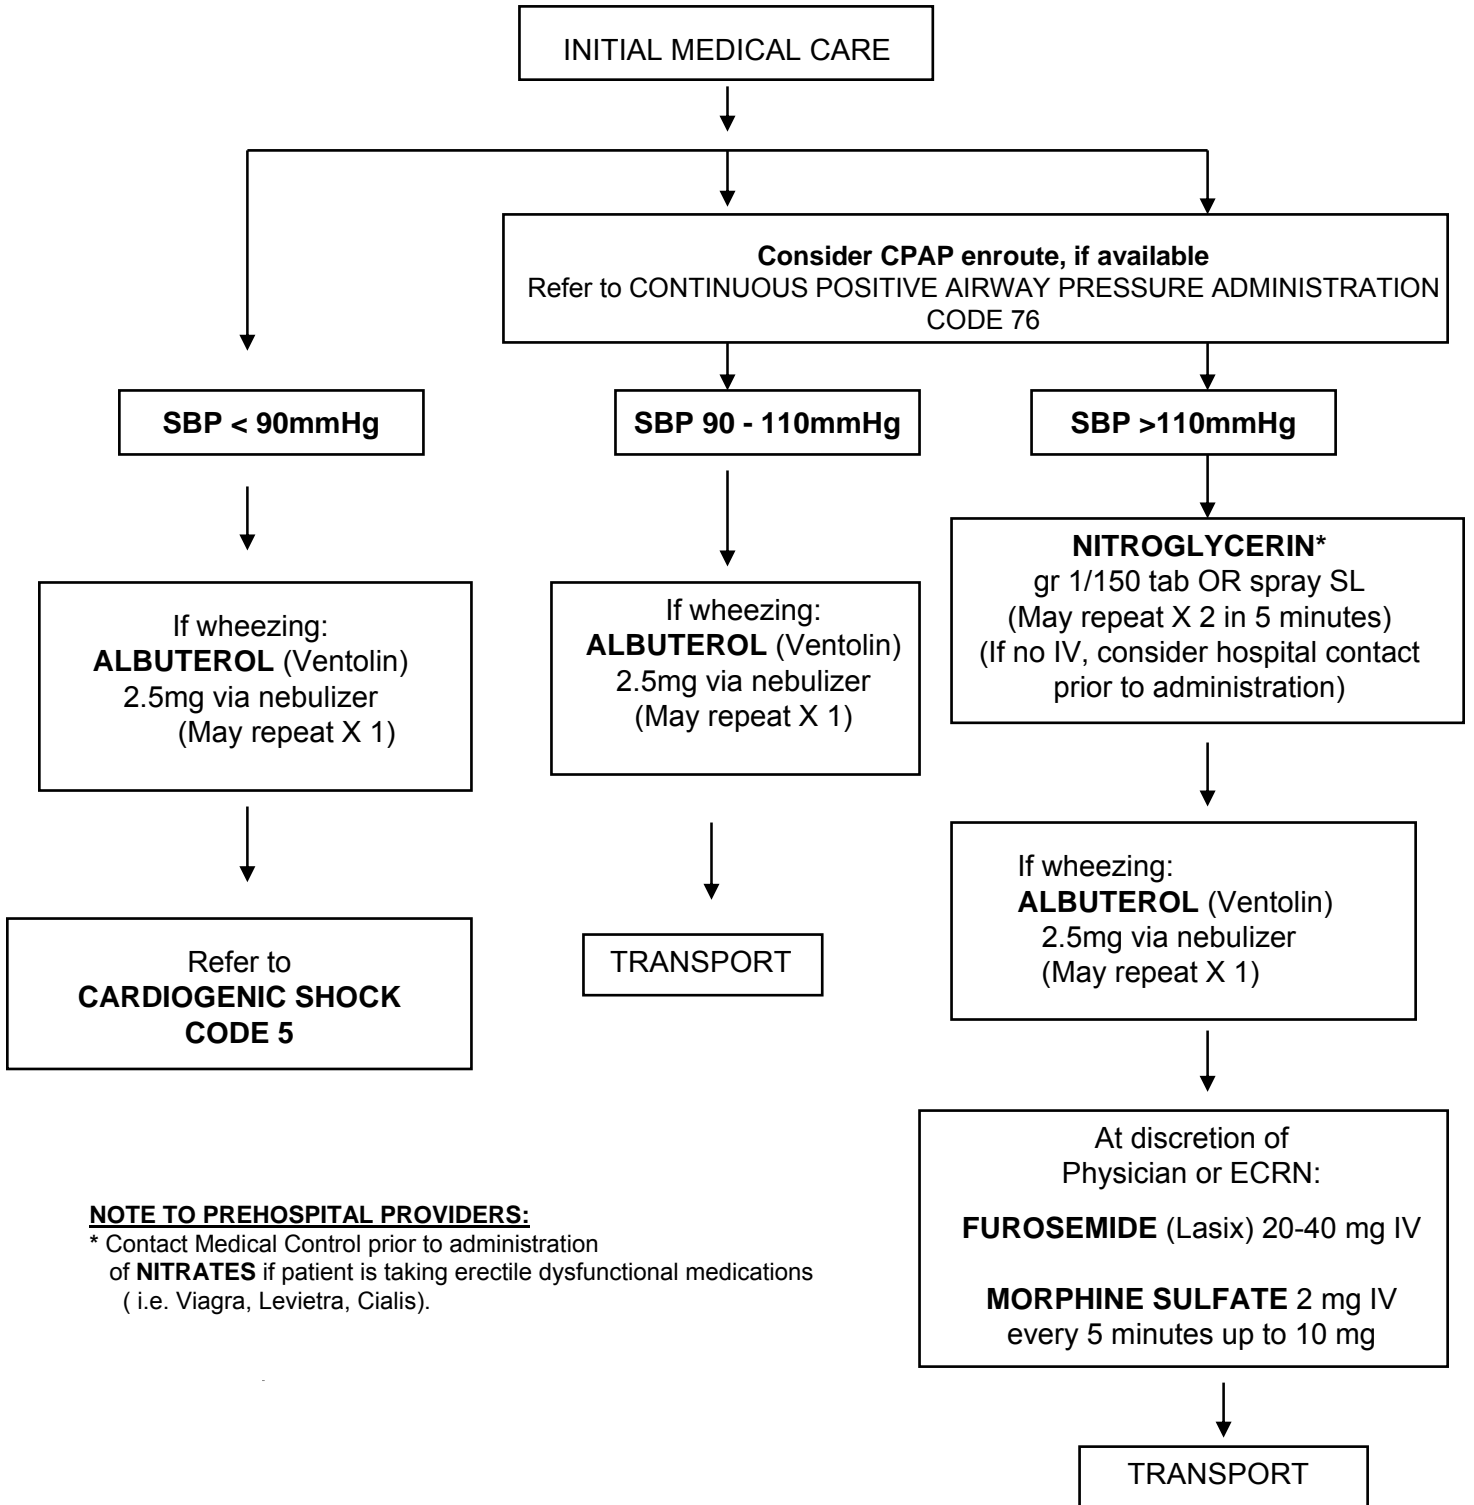 INITIAL MEDICAL CARE
Consider CPAP enroute, if available
Refer to CONTINUOUS POSITIVE AIRWAY PRESSURE ADMINISTRATION
CODE 76
SBP < 90mmHg
SBP 90 - 110mmHg
SBP >110mmHg
If wheezing:
ALBUTEROL (Ventolin)
2.5mg via nebulizer
(May repeat X 1)
If wheezing:
ALBUTEROL (Ventolin)
2.5mg via nebulizer
(May repeat X 1)
NITROGLYCERIN*
gr 1/150 tab OR spray SL
(May repeat X 2 in 5 minutes)
(If no IV, consider hospital contact
prior to administration)
Refer to
CARDIOGENIC SHOCK
CODE 5
TRANSPORT
If wheezing:
ALBUTEROL (Ventolin)
2.5mg via nebulizer
(May repeat X 1)
At discretion of
Physician or ECRN:
FUROSEMIDE (Lasix) 20-40 mg IV
MORPHINE SULFATE 2 mg IV
every 5 minutes up to 10 mg
NOTE TO PREHOSPITAL PROVIDERS:
* Contact Medical Control prior to administration
of NITRATES if patient is taking erectile dysfunctional medications
( i.e. Viagra, Levietra, Cialis).
TRANSPORT